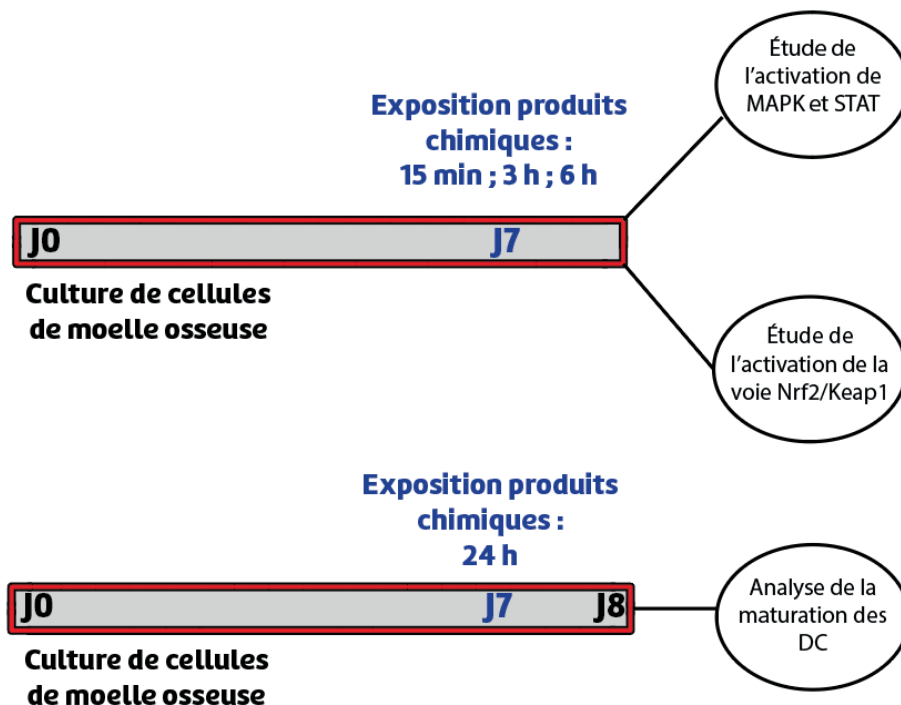 Étude de
l'activation de
MAPK et STAT
Exposition produits
chimiques :
15 min ; 3 h ; 6 h
J0
J7
Culture de cellules
de moelle osseuse
Étude de
l'activation de la
voie Nrf2/Keap1
Exposition produits
chimiques :
24 h
J0
J7
J8
Analyse de la
maturation des
DC
Culture de cellules
de moelle osseuse